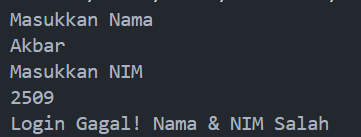 Masukkan Nama
Akbar
Masukkan NIM
2509
Login Gagal! Nama & NIM Salah